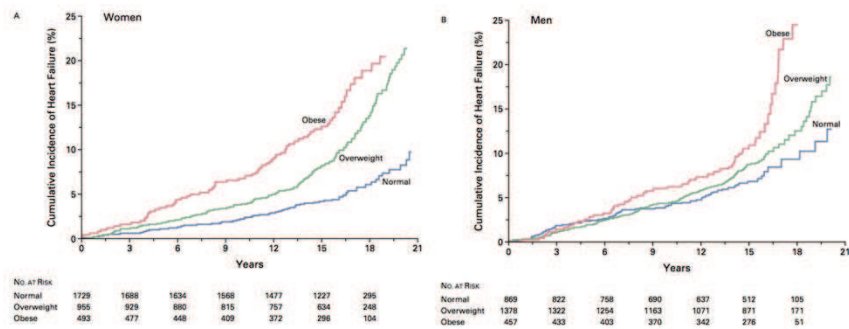 A Women
Cumulative Incidence of Heart Failure (%)
25
20
15
10
5
0
Obese
Overweight
Normal
0 3 6 9 12 15 18 21
Years
No. at Risk
Normal 1729 1688 1634 1568 1477 1227 295
Overweight 955 929 880 815 757 634 248
Obese 493 477 448 409 372 296 104
B Men
Cumulative Incidence of Heart Failure (%)
25
20
15
10
5
0
Obese
Overweight
Normal
0 3 6 9 12 15 18 21
Years
No. at Risk
Normal 869 822 758 690 637 512 105
Overweight 1378 1322 1254 1163 1071 871 171
Obese 457 433 403 370 342 276 51